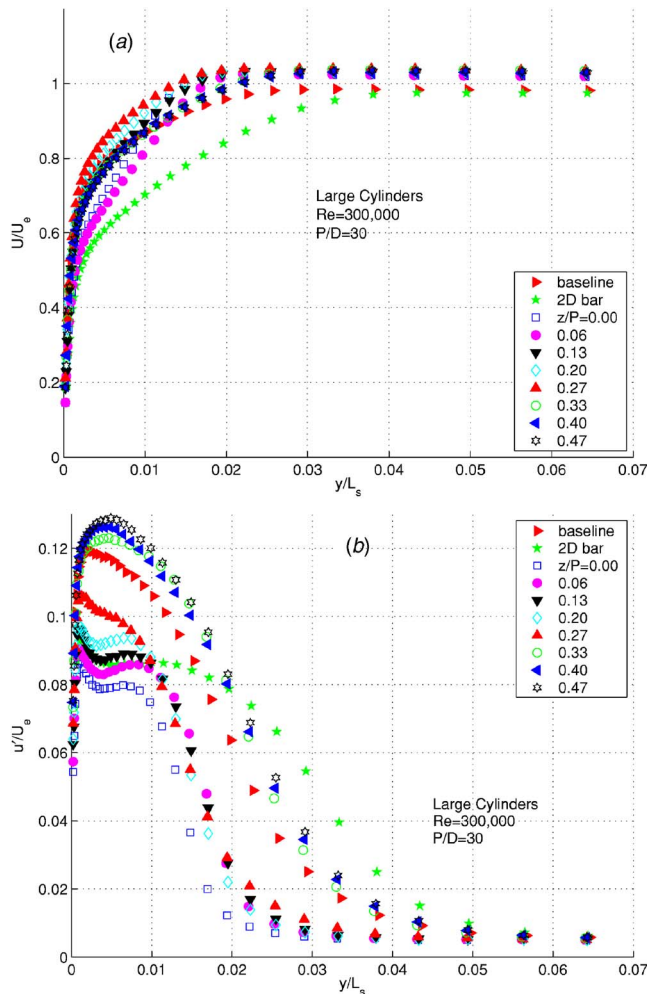 (a)
1
0.8
0.6
0.4
0.2
0
U/U_e
Large Cylinders
Re=300,000
P/D=30
baseline
2D bar
z/P=0.00
0.06
0.13
0.20
0.27
0.33
0.40
0.47
0 0.01 0.02 0.03 0.04 0.05 0.06 0.07
y/L_s
(b)
0.12
0.1
0.08
0.06
0.04
0.02
0
u'/U_e
baseline
2D bar
z/P=0.00
0.06
0.13
0.20
0.27
0.33
0.40
0.47
Large Cylinders
Re=300,000
P/D=30
0 0.01 0.02 0.03 0.04 0.05 0.06 0.07
y/L_s